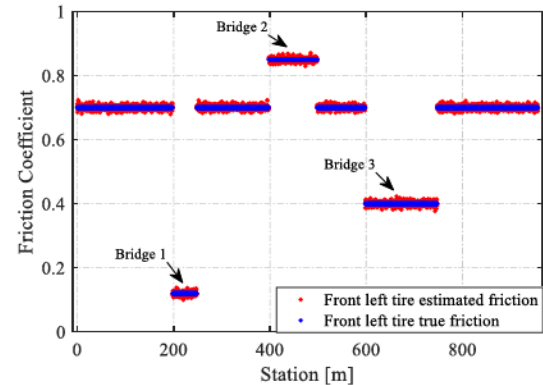 1
Bridge 2
0.8
0.6
Friction Coefficient
Bridge 3
0.4
Bridge 1
0.2
Front left tire estimated friction
Front left tire true friction
0
0 200 400 600 800
Station [m]